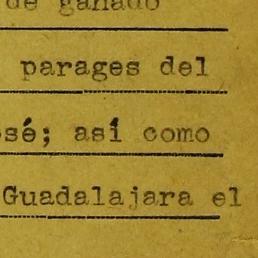 de ganado
parages del
sé; así como
Guadalajara el